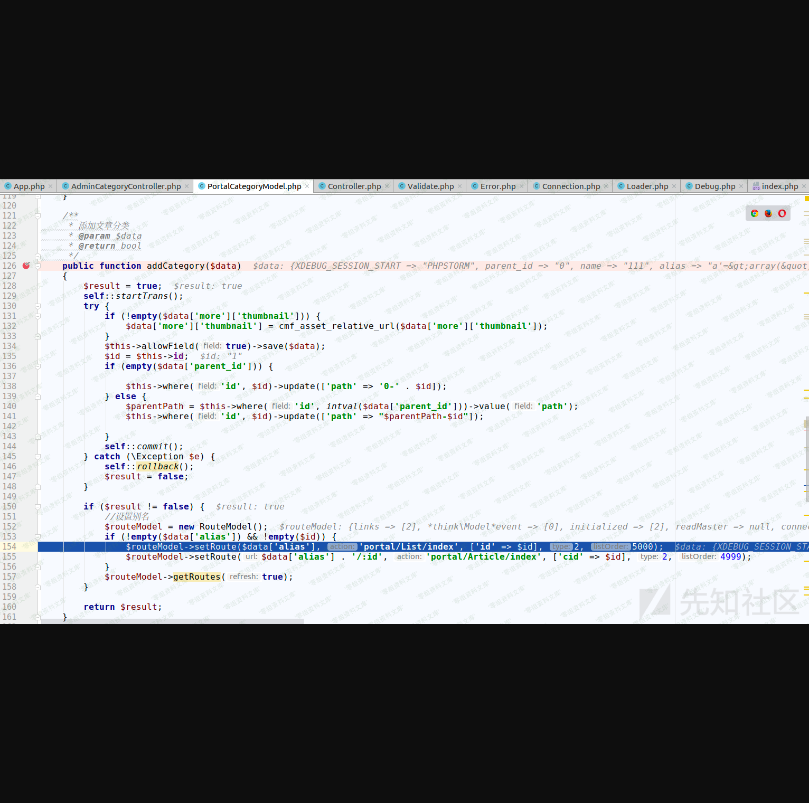 App.php AdminCategoryController.php PortalCategoryModel.php Controller.php Validate.php Error.php Connection.php Loader.php Debug.php index.php
119 }
120
121 /**
122 * 添加文章分类
123 * @param $data
124 * @return bool
125 */
126 public function addCategory($data) $data: {XDEBUG_SESSION_START => "PHPSTORM", parent_id => "0", name => "111", alias => "a'=&gt;array(&quot
127 {
128 $result = true; $result: true
129 self::startTrans();
130 try {
131 if (!empty($data['more']['thumbnail'])) {
132 $data['more']['thumbnail'] = cmf_asset_relative_url($data['more']['thumbnail']);
133 }
134 $this->allowField( field: true)->save($data);
135 $id = $this->id; $id: "1"
136 if (empty($data['parent_id'])) {
137
138 $this->where( field: 'id', $id)->update(['path' => '0-' . $id]);
139 } else {
140 $parentPath = $this->where( field: 'id', intval($data['parent_id']))->value( field: 'path');
141 $this->where( field: 'id', $id)->update(['path' => "$parentPath-$id"]);
142
143 }
144 self::commit();
145 } catch (\Exception $e) {
146 self::rollback();
147 $result = false;
148 }
149
150 if ($result != false) { $result: true
151 //设置别名
152 $routeModel = new RouteModel(); $routeModel: {links => [2], *think\Model*event => [0], initialized => [2], readMaster => null, conne
153 if (!empty($data['alias']) && !empty($id)) {
154 $routeModel->setRoute($data['alias'], action: 'portal/List/index', ['id' => $id], type: 2, listOrder: 5000); $data: {XDEBUG_SESSION_STA
155 $routeModel->setRoute( url: $data['alias'] . '/:id', action: 'portal/Article/index', ['cid' => $id], type: 2, listOrder: 4999);
156 }
157 $routeModel->getRoutes( refresh: true);
158 }
159
160 return $result;
161 }
先知社区